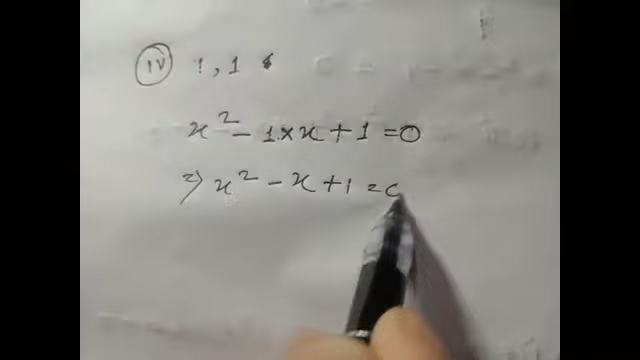 (iv) 1, 1
x² - 1 × x + 1 = 0
⇒ x² - x + 1 = 0